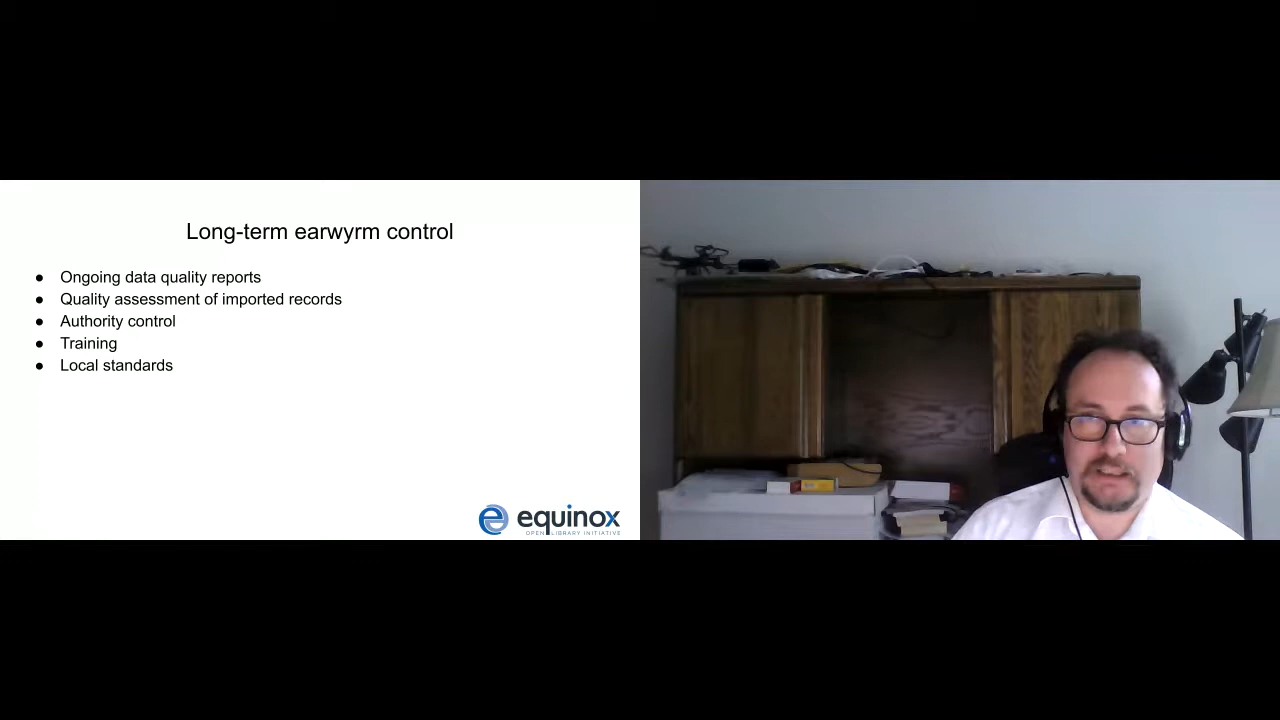 Long-term earwyrm control
● Ongoing data quality reports
● Quality assessment of imported records
● Authority control
● Training
● Local standards
equinox
OPEN LIBRARY INITIATIVE